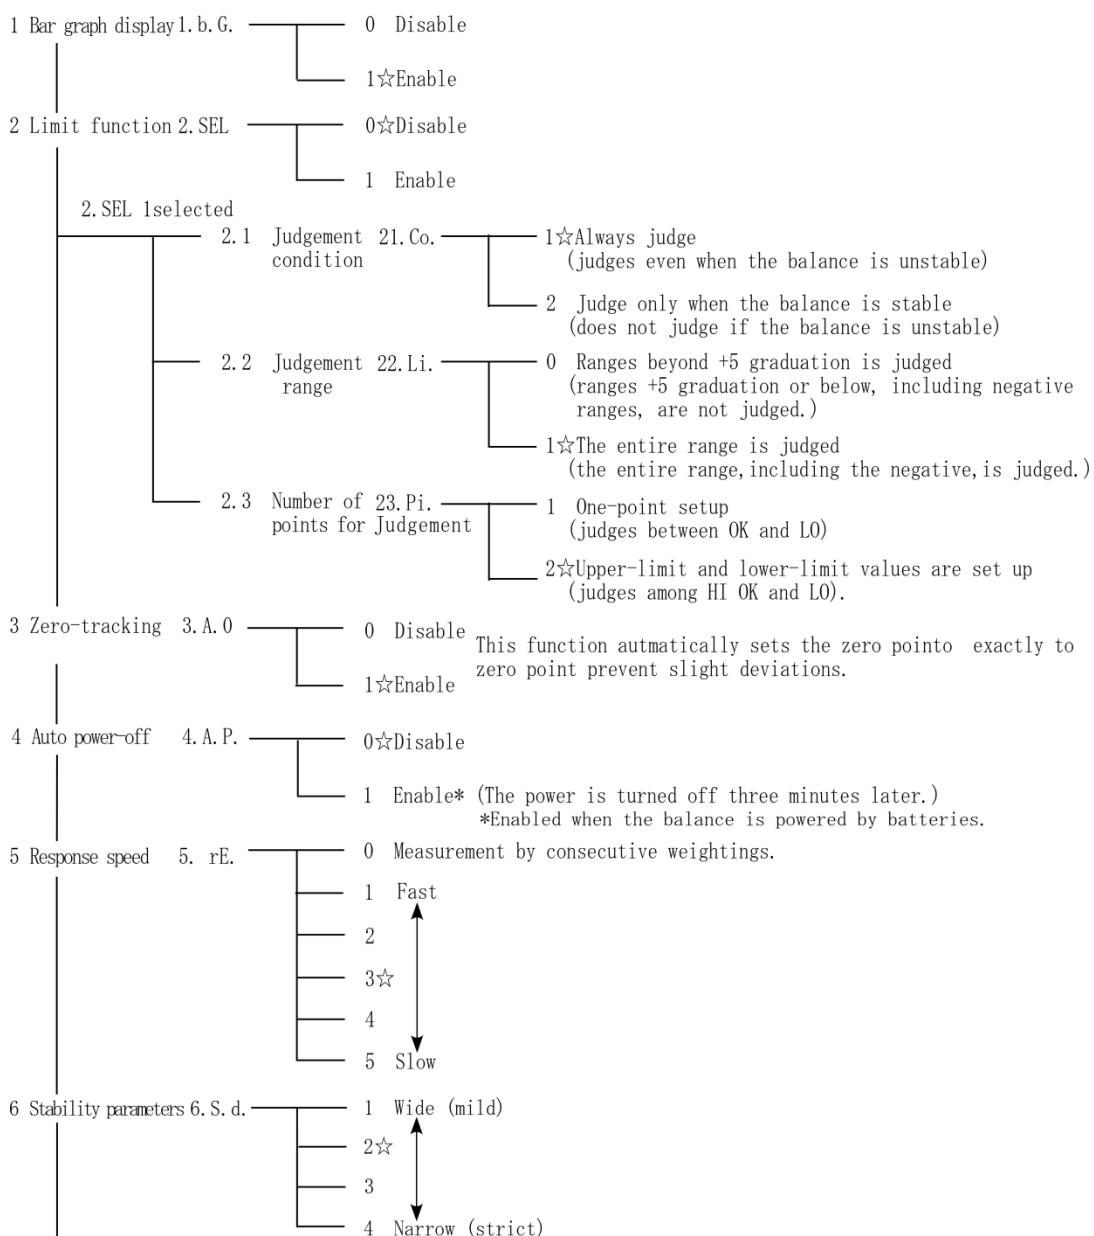 1 Bar graph display 1.b.G. 0 Disable
1☆Enable
2 Limit function 2.SEL 0☆Disable
1 Enable
2.SEL 1selected
2.1 Judgement 21.Co. 1☆Always judge
condition (judges even when the balance is unstable)
2 Judge only when the balance is stable
(does not judge if the balance is unstable)
2.2 Judgement 22.Li. 0 Ranges beyond +5 graduation is judged
range (ranges +5 graduation or below, including negative
ranges, are not judged.)
1☆The entire range is judged
(the entire range,including the negative,is judged.)
2.3 Number of 23.Pi. 1 One-point setup
points for Judgement (judges between OK and LO)
2☆Upper-limit and lower-limit values are set up
(judges among HI OK and LO).
3 Zero-tracking 3.A.0 0 Disable
This function autmatically sets the zero pointo exactly to
zero point prevent slight deviations.
1☆Enable
4 Auto power-off 4.A.P. 0☆Disable
1 Enable* (The power is turned off three minutes later.)
*Enabled when the balance is powered by batteries.
5 Response speed 5. rE. 0 Measurement by consecutive weightings.
1 Fast
2
3☆
4
5 Slow
6 Stability parameters 6.S.d. 1 Wide (mild)
2☆
3
4 Narrow (strict)